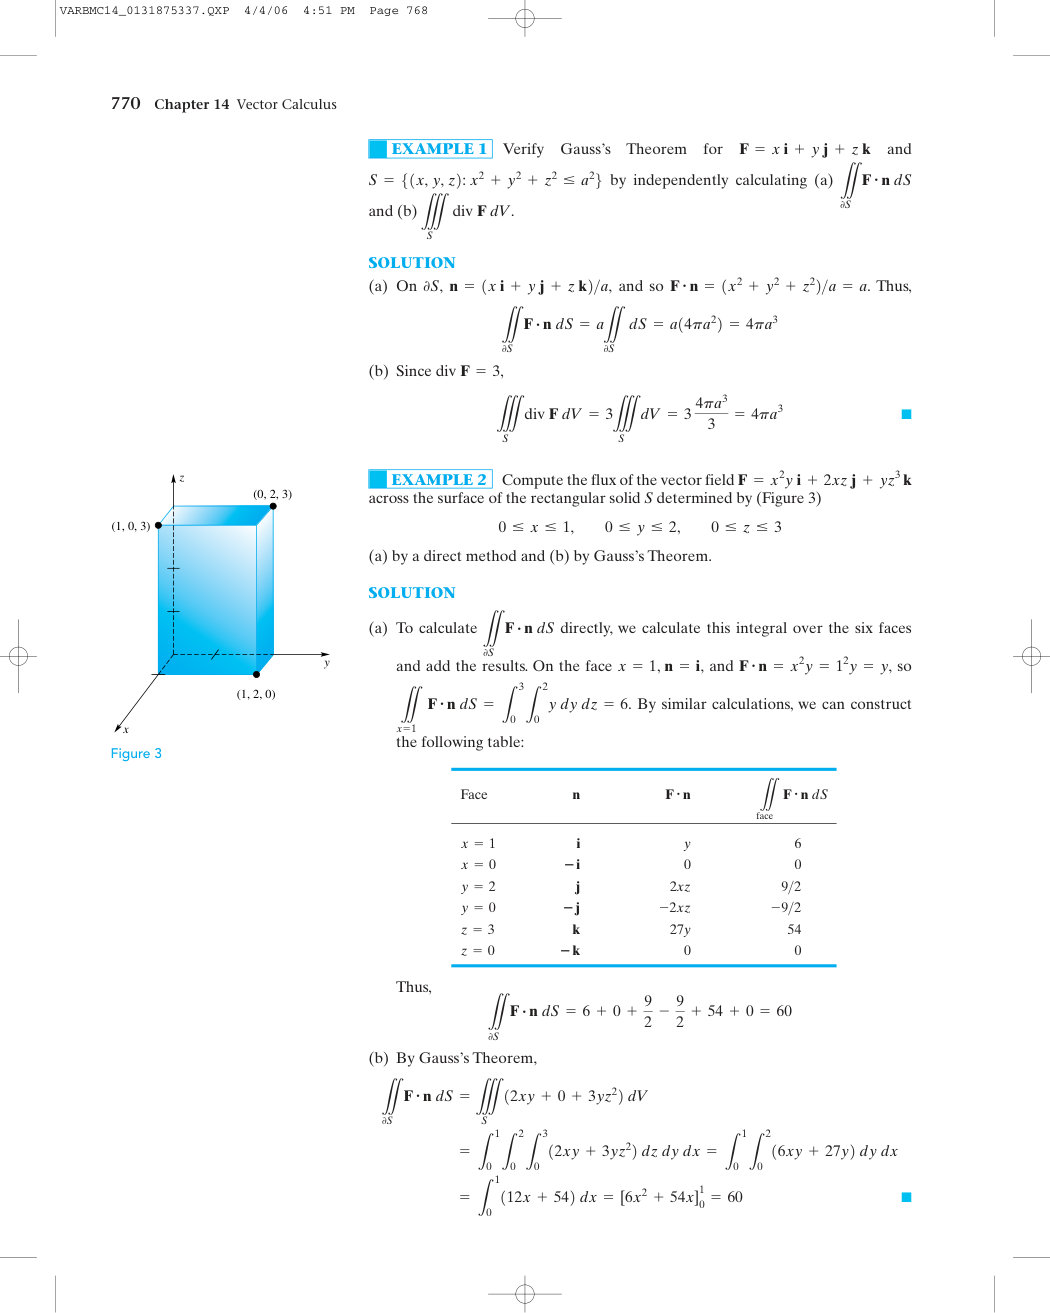 VARBMC14_0131875337.QXP 4/4/06 4:51 PM Page 768
770 Chapter 14 Vector Calculus
EXAMPLE 1 Verify Gauss's Theorem for F = x i + y j + z k and
S = {(x, y, z): x² + y² + z² ≤ a²} by independently calculating (a) ∬_∂S F · n dS
and (b) ∭_S div F dV.
SOLUTION
(a) On ∂S, n = (x i + y j + z k)/a, and so F · n = (x² + y² + z²)/a = a. Thus,
∬_∂S F · n dS = a∬_∂S dS = a(4πa²) = 4πa³
(b) Since div F = 3,
∭_S div F dV = 3∭_S dV = 3 4πa³/3 = 4πa³
EXAMPLE 2 Compute the flux of the vector field F = x²y i + 2xz j + yz³ k
across the surface of the rectangular solid S determined by (Figure 3)
0 ≤ x ≤ 1, 0 ≤ y ≤ 2, 0 ≤ z ≤ 3
(a) by a direct method and (b) by Gauss's Theorem.
SOLUTION
(a) To calculate ∬_∂S F · n dS directly, we calculate this integral over the six faces
and add the results. On the face x = 1, n = i, and F · n = x²y = 1²y = y, so
∬_x=1 F · n dS = ∫₀³ ∫₀² y dy dz = 6. By similar calculations, we can construct
the following table:
z
(0, 2, 3)
(1, 0, 3)
y
(1, 2, 0)
x
Figure 3
Face n F · n ∬_face F · n dS
x = 1 i y 6
x = 0 −i 0 0
y = 2 j 2xz 9/2
y = 0 −j −2xz −9/2
z = 3 k 27y 54
z = 0 −k 0 0
Thus,
∬_∂S F · n dS = 6 + 0 + 9/2 − 9/2 + 54 + 0 = 60
(b) By Gauss's Theorem,
∬_∂S F · n dS = ∭_S (2xy + 0 + 3yz²) dV
= ∫₀¹ ∫₀² ∫₀³ (2xy + 3yz²) dz dy dx = ∫₀¹ ∫₀² (6xy + 27y) dy dx
= ∫₀¹ (12x + 54) dx = [6x² + 54x]₀¹ = 60